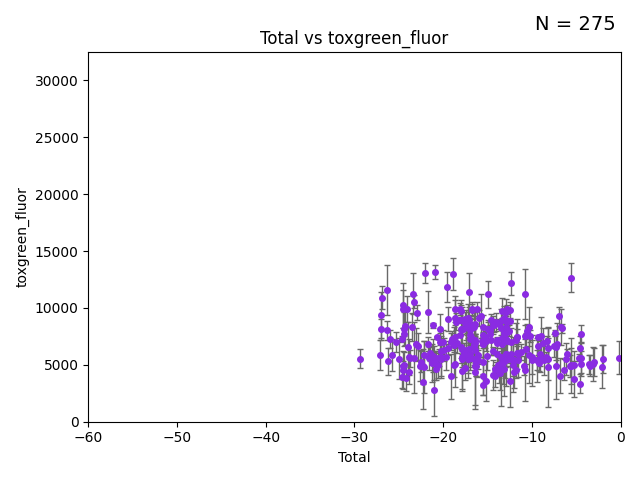 N = 275
Total vs toxgreen_fluor
toxgreen_fluor
30000
25000
20000
15000
10000
5000
0
−60 −50 −40 −30 −20 −10 0
Total